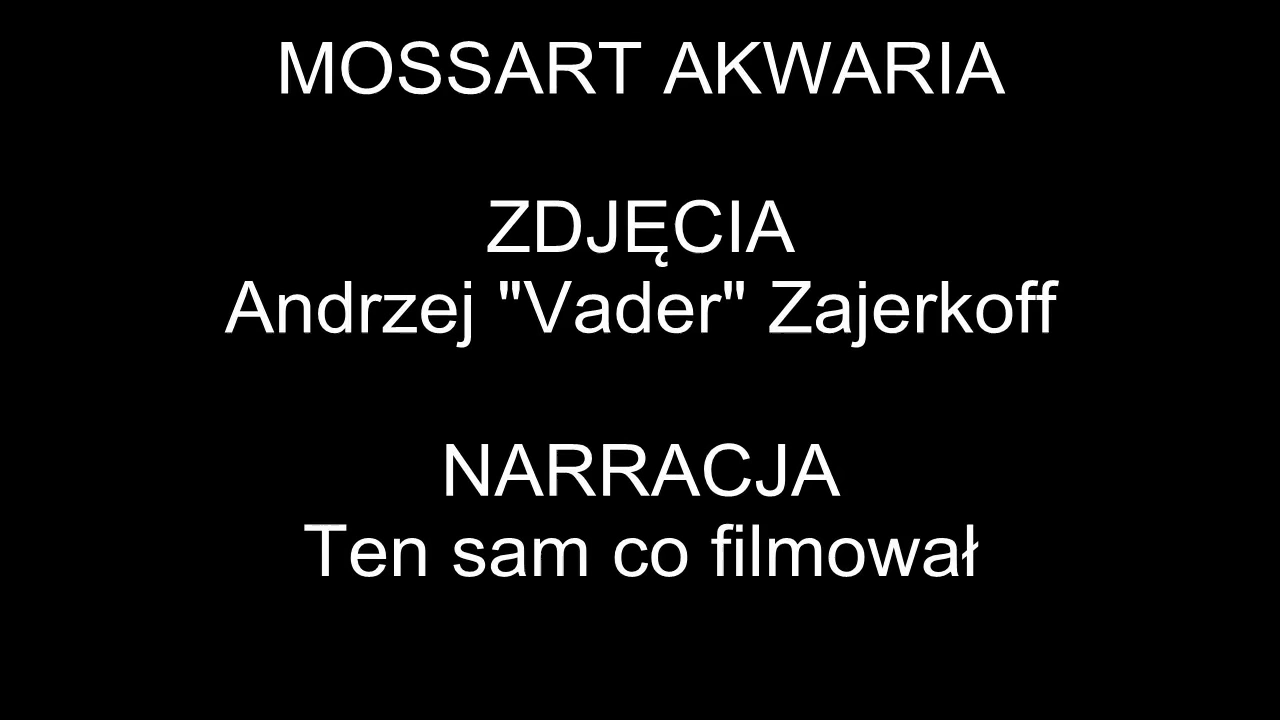 MOSSART AKWARIA
ZDJĘCIA
Andrzej "Vader" Zajerkoff
NARRACJA
Ten sam co filmował